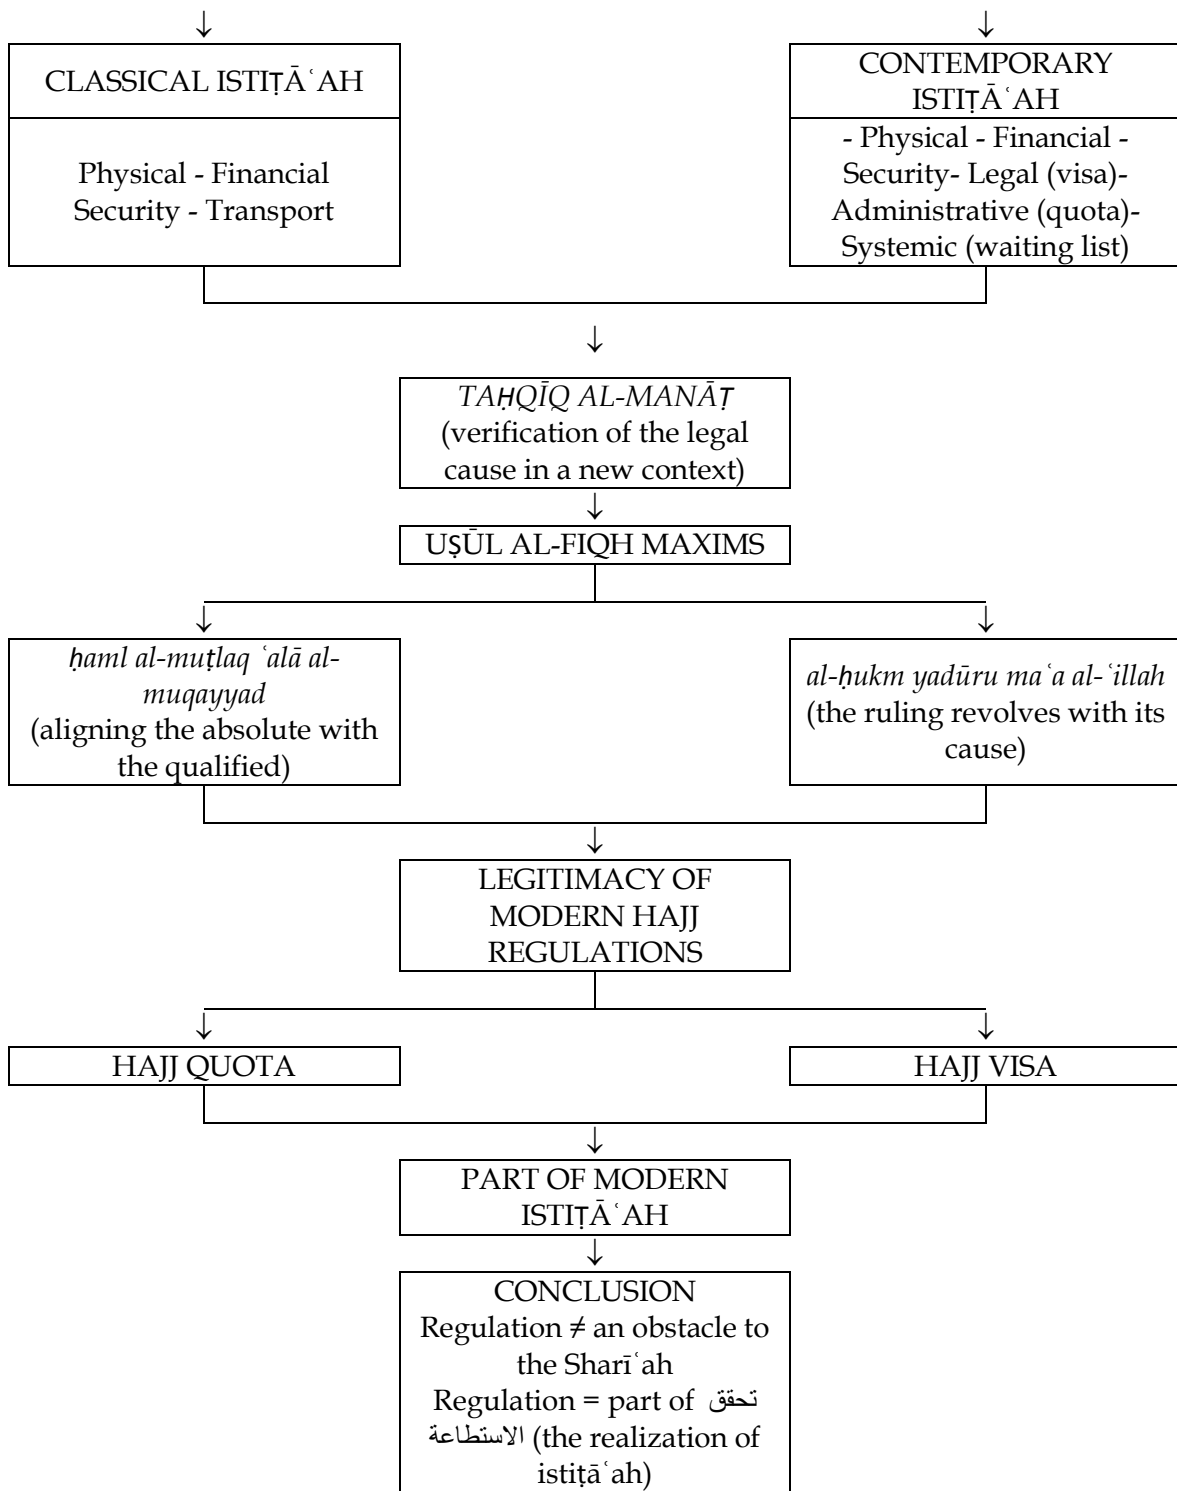 CLASSICAL ISTIṬĀʿAH
Physical - Financial
Security - Transport
CONTEMPORARY
ISTIṬĀʿAH
- Physical - Financial -
Security- Legal (visa)-
Administrative (quota)-
Systemic (waiting list)
TAḤQĪQ AL-MANĀṬ
(verification of the legal
cause in a new context)
UṢŪL AL-FIQH MAXIMS
ḥaml al-muṭlaq ʿalā al-
muqayyad
(aligning the absolute with
the qualified)
al-ḥukm yadūru maʿa al-ʿillah
(the ruling revolves with its
cause)
LEGITIMACY OF
MODERN HAJJ
REGULATIONS
HAJJ QUOTA
HAJJ VISA
PART OF MODERN
ISTIṬĀʿAH
CONCLUSION
Regulation ≠ an obstacle to
the Sharīʿah
Regulation = part of تحقق
الاستطاعة (the realization of
istiṭāʿah)